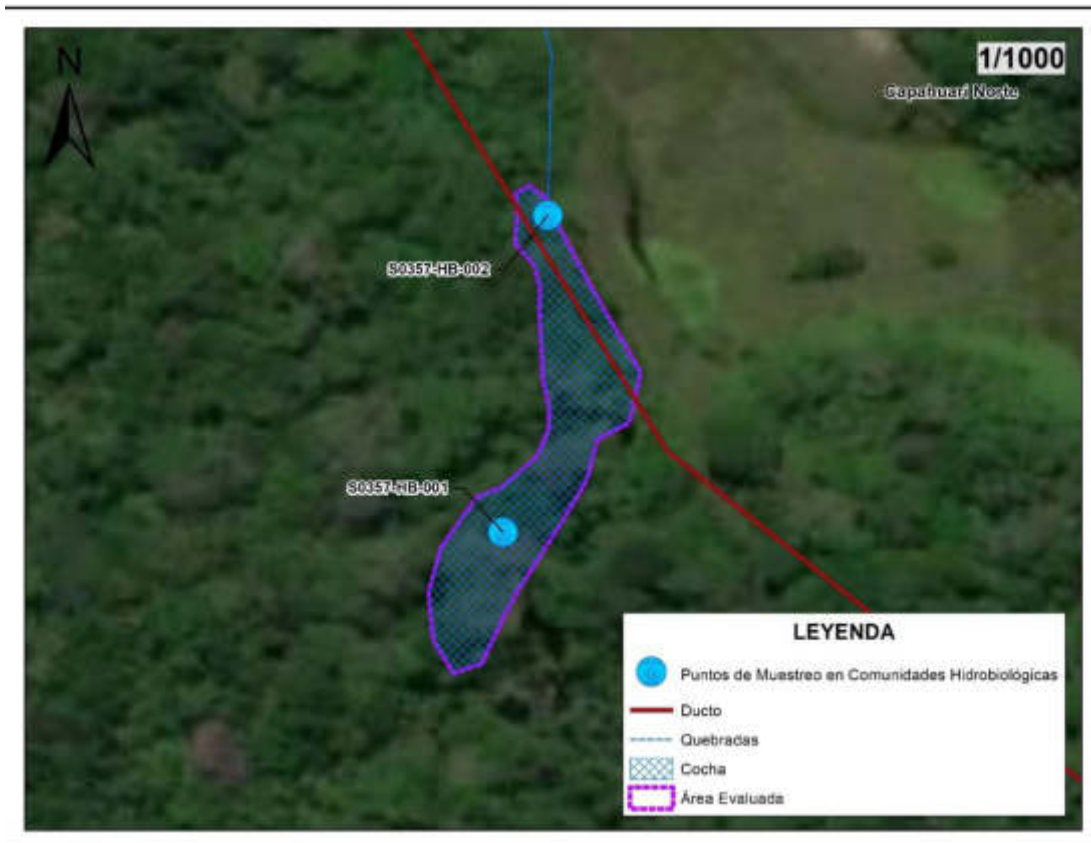 N
1/1000
Capahuari Norte
S0357-HB-002
S0357-HB-001
LEYENDA
Puntos de Muestreo en Comunidades Hidrobiológicas
Ducto
Quebradas
Cocha
Área Evaluada